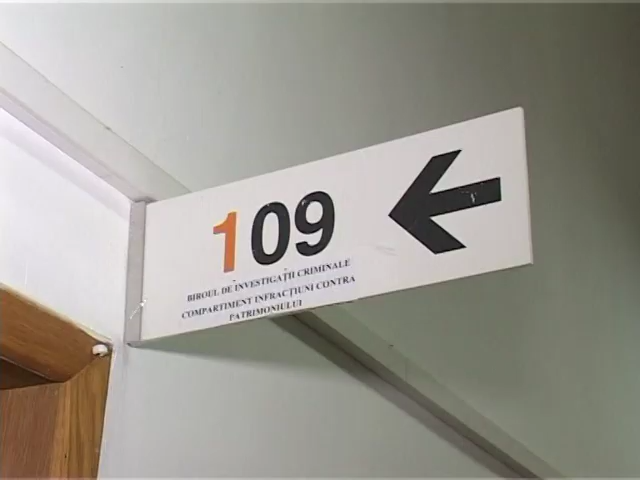 109
BIROUL DE INVESTIGAȚII CRIMINALE
COMPARTIMENT INFRACȚIUNI CONTRA
PATRIMONIULUI